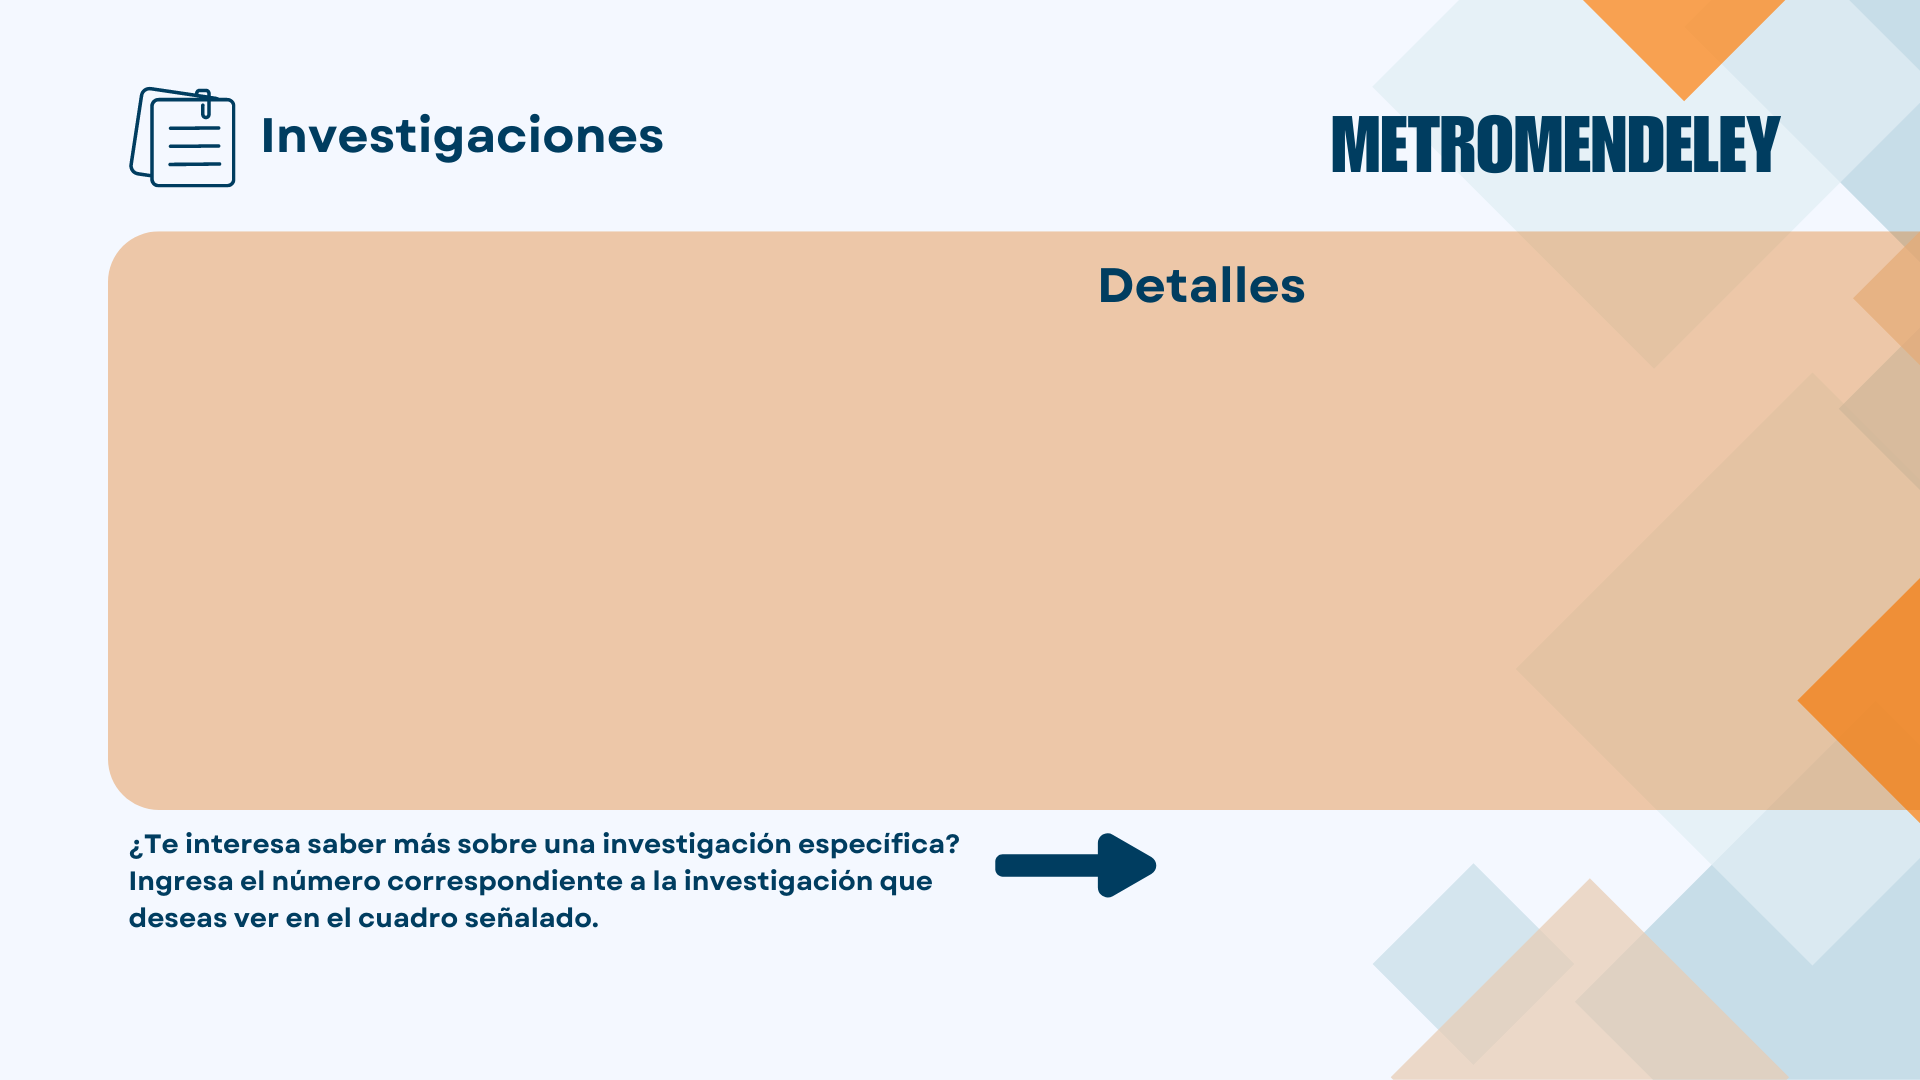 Investigaciones
METROMENDELEY
Detalles
¿Te interesa saber más sobre una investigación específica?
Ingresa el número correspondiente a la investigación que
deseas ver en el cuadro señalado.